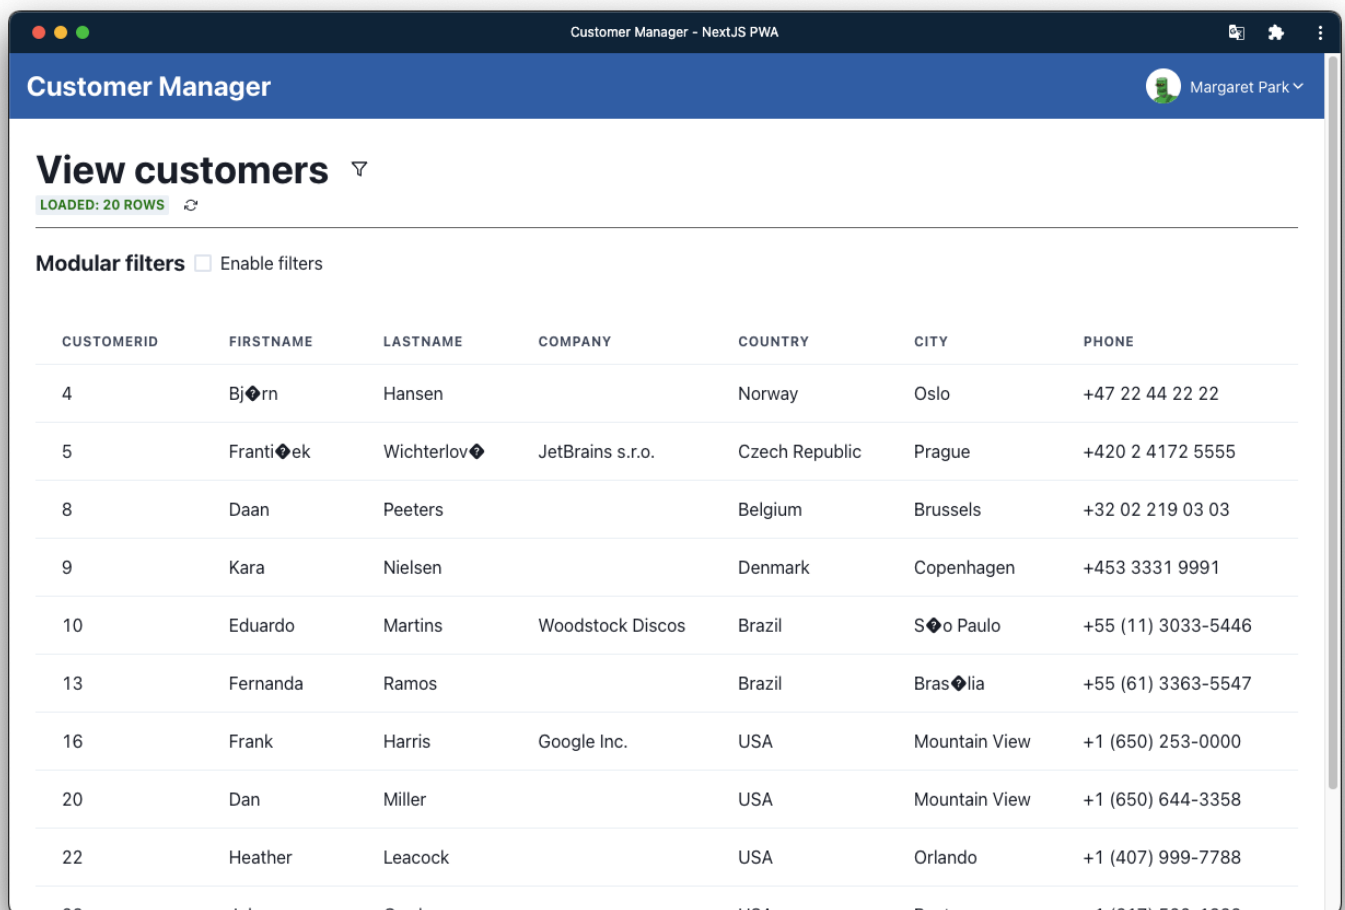 Customer Manager - NextJS PWA
Customer Manager
Margaret Park
View customers
LOADED: 20 ROWS
Modular filters Enable filters
CUSTOMERID FIRSTNAME LASTNAME COMPANY COUNTRY CITY PHONE
4 Bj�rn Hansen Norway Oslo +47 22 44 22 22
5 Franti�ek Wichterlov� JetBrains s.r.o. Czech Republic Prague +420 2 4172 5555
8 Daan Peeters Belgium Brussels +32 02 219 03 03
9 Kara Nielsen Denmark Copenhagen +453 3331 9991
10 Eduardo Martins Woodstock Discos Brazil S�o Paulo +55 (11) 3033-5446
13 Fernanda Ramos Brazil Bras�lia +55 (61) 3363-5547
16 Frank Harris Google Inc. USA Mountain View +1 (650) 253-0000
20 Dan Miller USA Mountain View +1 (650) 644-3358
22 Heather Leacock USA Orlando +1 (407) 999-7788